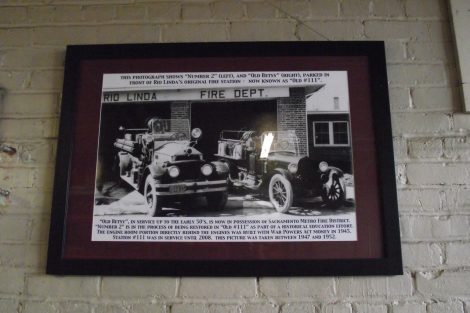 This photograph shows "Number 2" (left), and "Old Betsy" (right), parked in
front of Rio Linda's original fire station - now known as "Old #111".
RIO LINDA FIRE DEPT.
"Old Betsy", in service up to the early 50's, is now in possession of Sacramento Metro Fire District.
"Number 2" is in the process of being restored in "Old #111" as part of a historical education effort.
The engine room portion directly behind the engines was built with War Powers Act money in 1945.
Station #111 was in service until 2008. This picture was taken between 1947 and 1952.